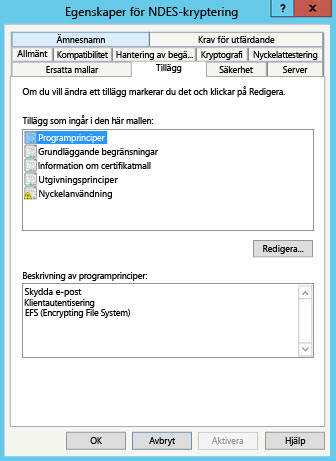 Egenskaper för NDES-kryptering
?
x
Ämnesnamn
Krav för utfärdande
Allmänt
Kompatibilitet
Hantering av begä...
Kryptografi
Nyckelattestering
Ersatta mallar
Tillägg
Säkerhet
Server
Om du vill ändra ett tillägg markerar du det och klickar på Redigera.
Tillägg som ingår i den här mallen:
Programprinciper
Grundläggande begränsningar
Information om certifikatmall
Utgivningsprinciper
Nyckelanvändning
Redigera...
Beskrivning av programprinciper:
Skydda e-post
Klientautentisering
EFS (Encrypting File System)
OK
Avbryt
Aktivera
Hjälp